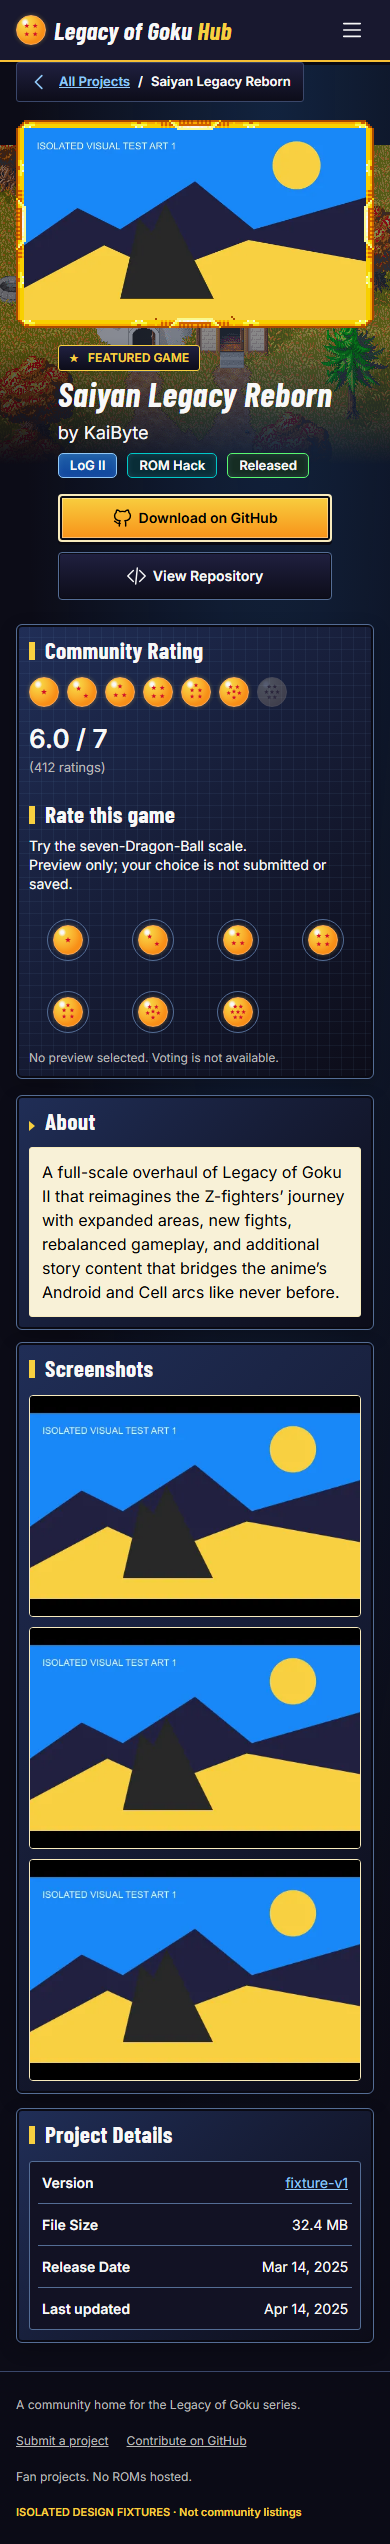 Legacy of Goku Hub
All Projects / Saiyan Legacy Reborn
ISOLATED VISUAL TEST ART 1
★ FEATURED GAME
Saiyan Legacy Reborn
by KaiByte
LoG II ROM Hack Released
Download on GitHub
</> View Repository
Community Rating
6.0 / 7
(412 ratings)
Rate this game
Try the seven-Dragon-Ball scale.
Preview only; your choice is not submitted or
saved.
No preview selected. Voting is not available.
About
A full-scale overhaul of Legacy of Goku
II that reimagines the Z-fighters’ journey
with expanded areas, new fights,
rebalanced gameplay, and additional
story content that bridges the anime’s
Android and Cell arcs like never before.
Screenshots
ISOLATED VISUAL TEST ART 1
ISOLATED VISUAL TEST ART 1
ISOLATED VISUAL TEST ART 1
Project Details
Version fixture-v1
File Size 32.4 MB
Release Date Mar 14, 2025
Last updated Apr 14, 2025
A community home for the Legacy of Goku series.
Submit a project Contribute on GitHub
Fan projects. No ROMs hosted.
ISOLATED DESIGN FIXTURES · Not community listings